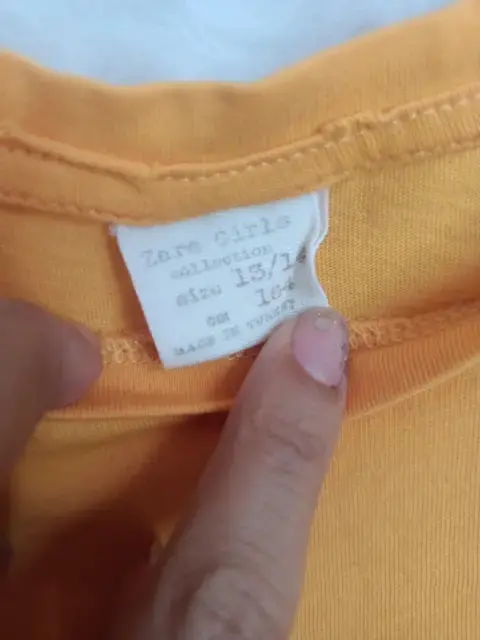 Zara Girls
collection
size 13/14
CM 164
MADE IN TURKEY